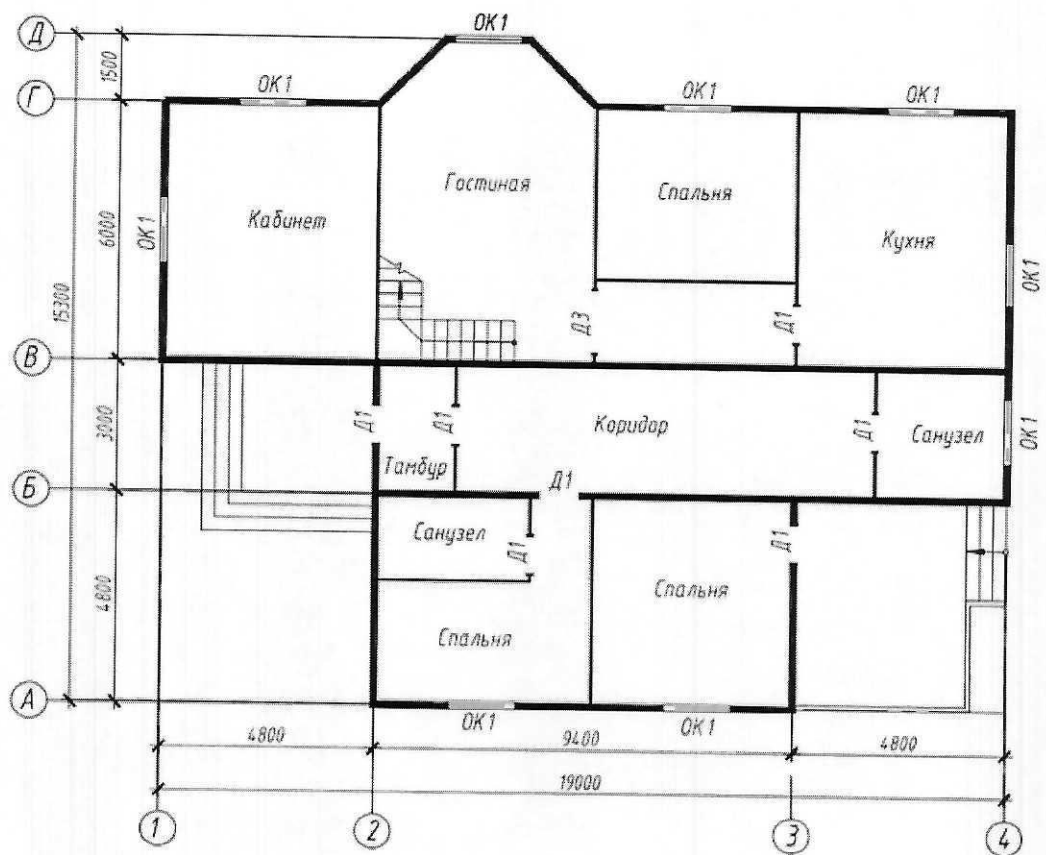 Д
ОК1
1500
Г
ОК1
ОК1
ОК1
Гостиная
Спальня
Кабинет
Кухня
ОК1
6000
ОК1
15300
Д3
Д1
В
Д1
Д1
Коридор
Д1
Санузел
ОК1
3000
Тамбур
Б
Д1
Санузел
Д1
Д1
Спальня
4800
Спальня
А
ОК1
ОК1
4800
9400
4800
19000
1
2
3
4